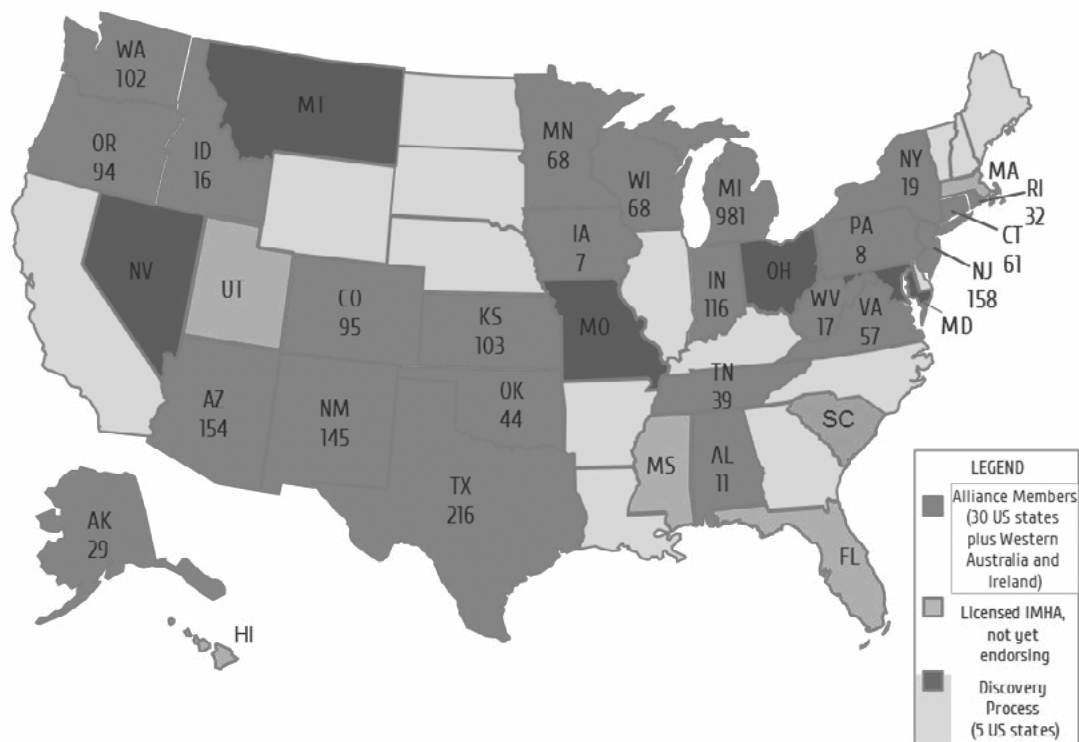 WA
102
MT
OR
94
ID
16
MN
68
WI
68
MI
981
NY
19
MA
RI
32
CT
61
NJ
158
MD
PA
8
IA
7
NV
UT
CO
95
KS
103
MO
IN
116
OH
WV
17
VA
57
AZ
154
NM
145
OK
44
TN
39
SC
MS
AL
11
TX
216
FL
AK
29
HI
LEGEND
Alliance Members
(30 US states
plus Western
Australia and
Ireland)
Licensed IMHA,
not yet
endorsing
Discovery
Process
(5 US states)